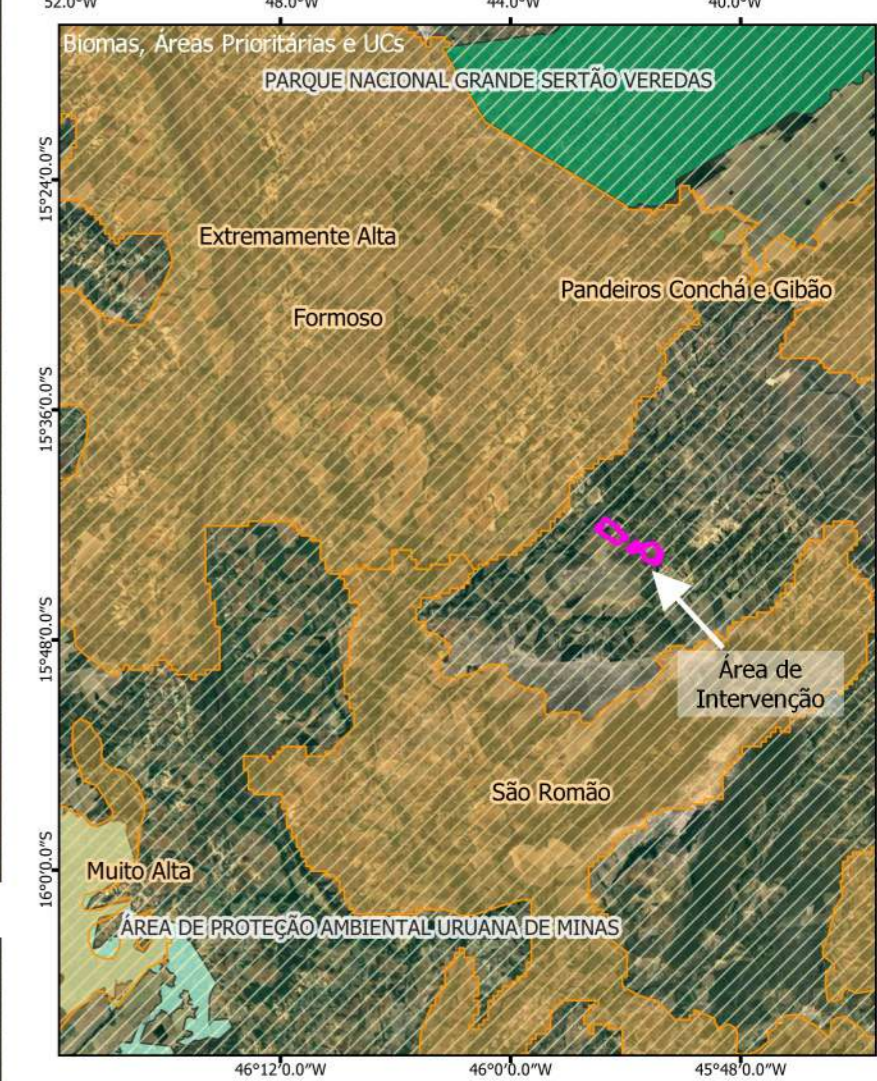 52.0°W 48.0°W 44.0°W 40.0°W
Biomas, Áreas Prioritárias e UCs
PARQUE NACIONAL GRANDE SERTÃO VEREDAS
15°24'0.0"S
Extremamente Alta
Pandeiros Conchá e Gibão
Formoso
15°36'0.0"S
15°48'0.0"S
Área de
Intervenção
São Romão
16°0'0.0"S
Muito Alta
ÁREA DE PROTEÇÃO AMBIENTAL URUANA DE MINAS
46°12'0.0"W 46°0'0.0"W 45°48'0.0"W